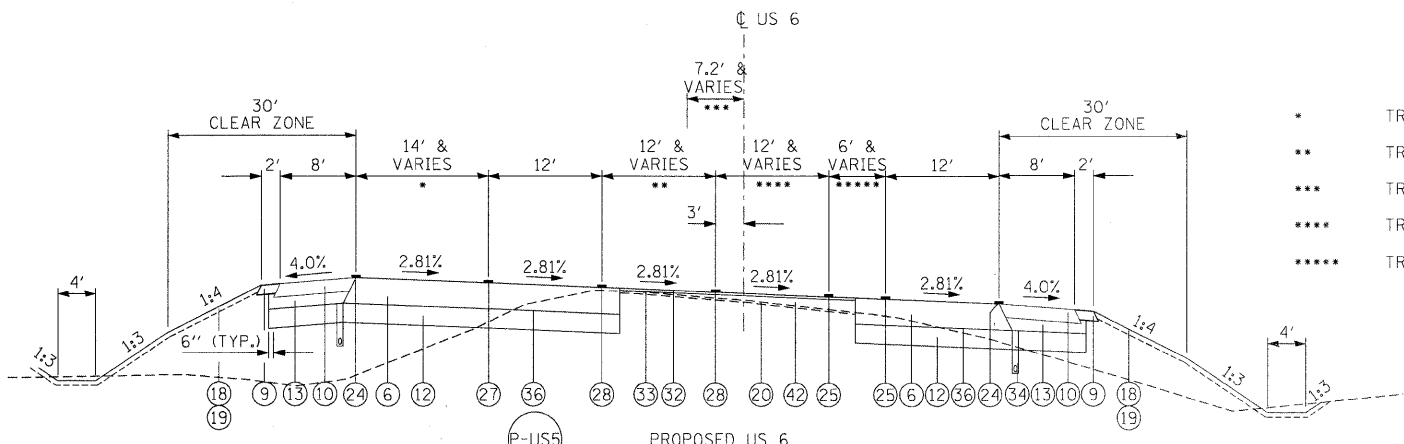 ℄ US 6
7.2' &
VARIES
***
30'
CLEAR ZONE
30'
CLEAR ZONE
* TR
** TR
*** TR
**** TR
***** TR
2' 8' 14' & VARIES * 12' 12' & VARIES ** 12' & VARIES **** 6' & VARIES ***** 12' 8' 2'
3'
4.0% 2.81% 2.81% 2.81% 2.81% 2.81% 4.0%
4' 1:4 1:4 4'
1:3 1:3 1:3 1:3
6" (TYP.)
18 9 13 10 24 6 12 27 36 28 33 32 28 20 42 25 25 6 12 36 24 34 13 10 9 18
19 19
P-US5 PROPOSED US 6